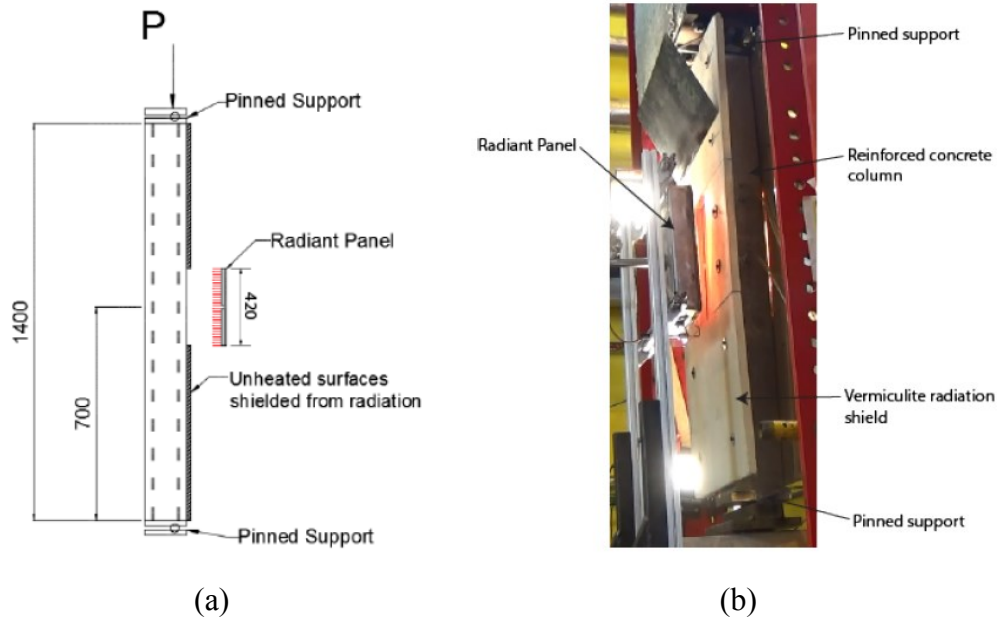 P
Pinned Support
Radiant Panel
420
1400
700
Unheated surfaces
shielded from radiation
Pinned Support
(a)
Pinned support
Radiant Panel
Reinforced concrete
column
Vermiculite radiation
shield
Pinned support
(b)